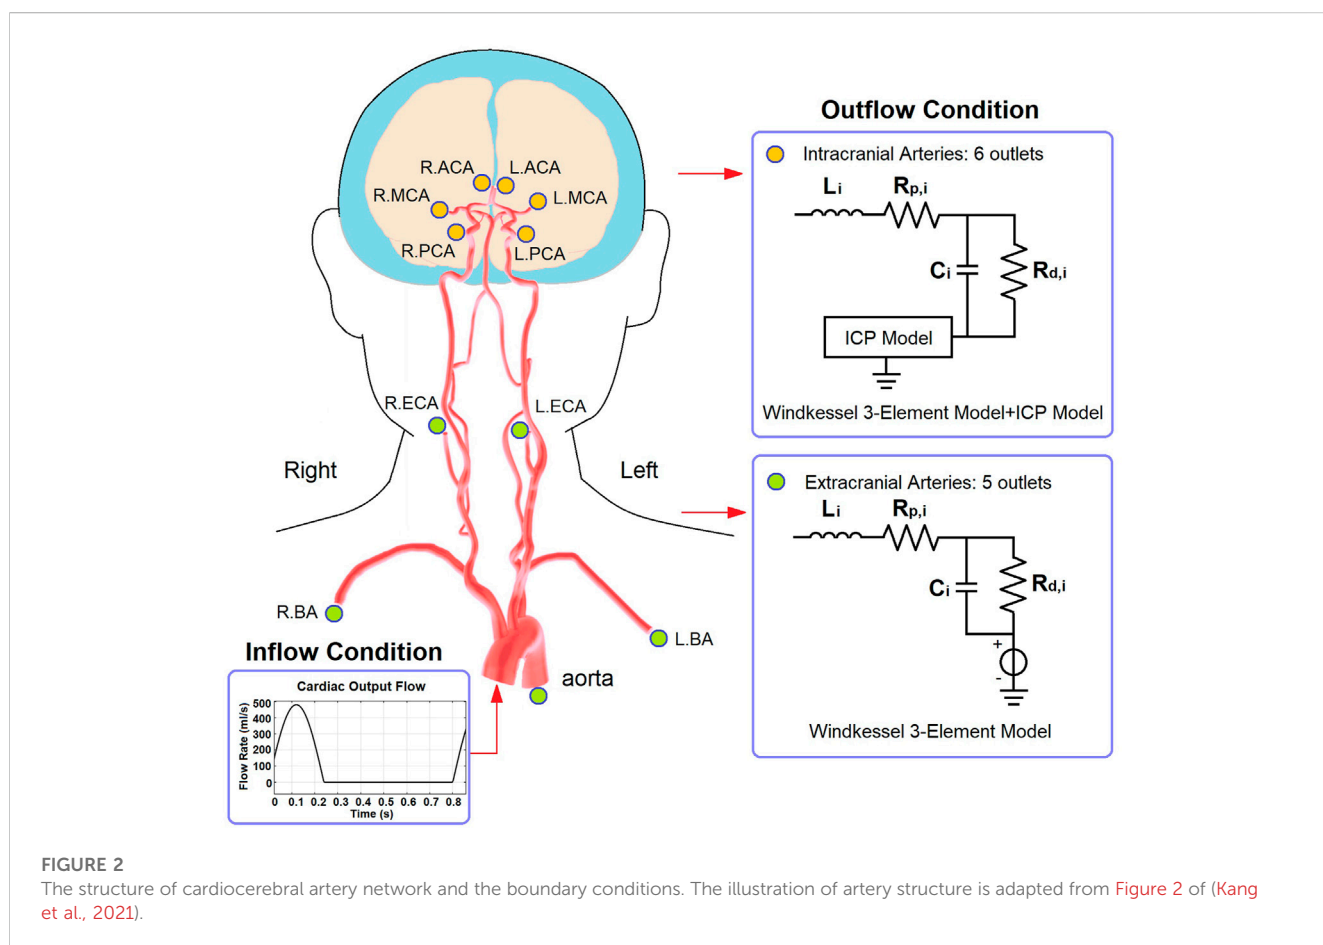 R.ACA
L.ACA
R.MCA
L.MCA
R.PCA
L.PCA
R.ECA
L.ECA
Right
Left
R.BA
L.BA
aorta
Inflow Condition
Cardiac Output Flow
Flow Rate (ml/s)
500
400
300
200
100
0
0 0.1 0.2 0.3 0.4 0.5 0.6 0.7 0.8
Time (s)
Outflow Condition
Intracranial Arteries: 6 outlets
Li
Rp,i
Ci
Rd,i
ICP Model
Windkessel 3-Element Model+ICP Model
Extracranial Arteries: 5 outlets
Li
Rp,i
Ci
Rd,i
+
-
Windkessel 3-Element Model
FIGURE 2
The structure of cardiocerebral artery network and the boundary conditions. The illustration of artery structure is adapted from Figure 2 of (Kang
et al., 2021).